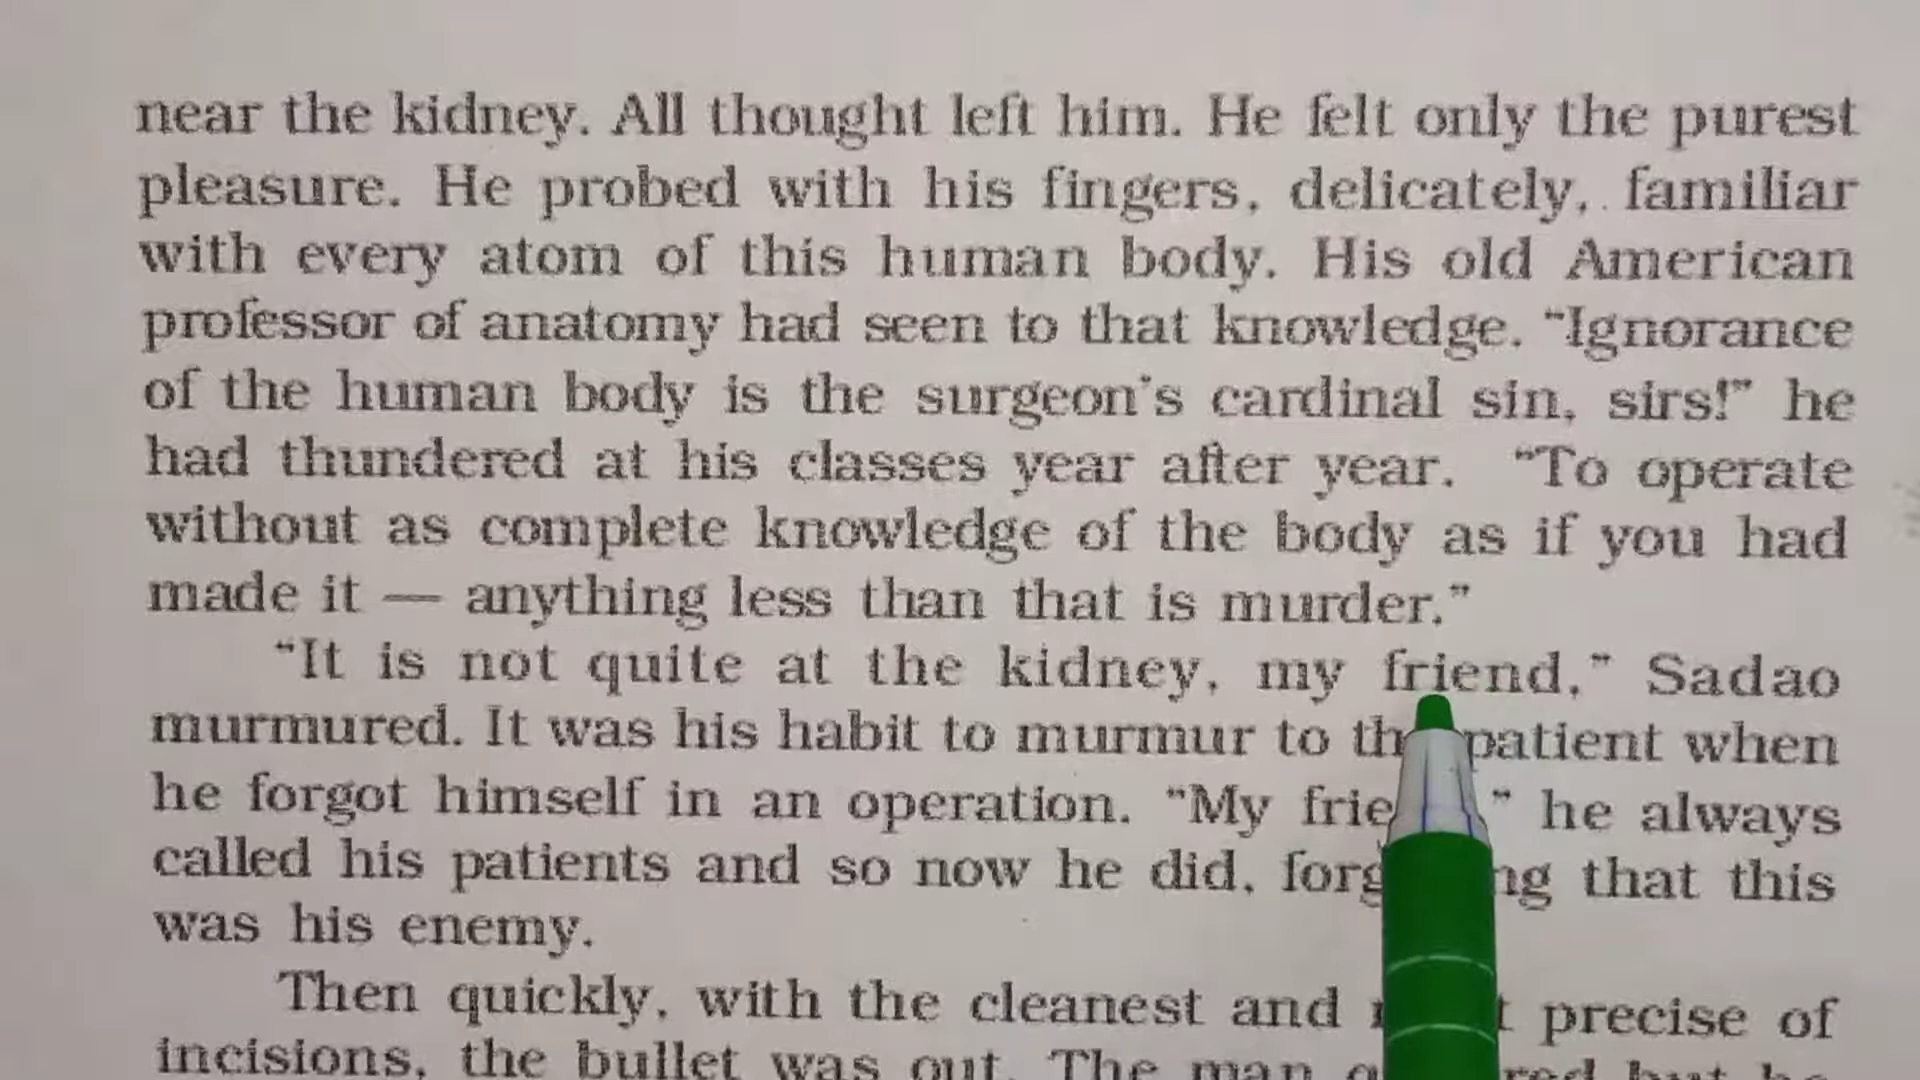 near the kidney. All thought left him. He felt only the purest
pleasure. He probed with his fingers, delicately, familiar
with every atom of this human body. His old American
professor of anatomy had seen to that knowledge. “Ignorance
of the human body is the surgeon's cardinal sin, sirs!” he
had thundered at his classes year after year. “To operate
without as complete knowledge of the body as if you had
made it — anything less than that is murder.”
“It is not quite at the kidney, my friend,” Sadao
murmured. It was his habit to murmur to th patient when
he forgot himself in an operation. “My frie ” he always
called his patients and so now he did, forg ng that this
was his enemy.
Then quickly, with the cleanest and t precise of
incisions, the bullet was out. The man